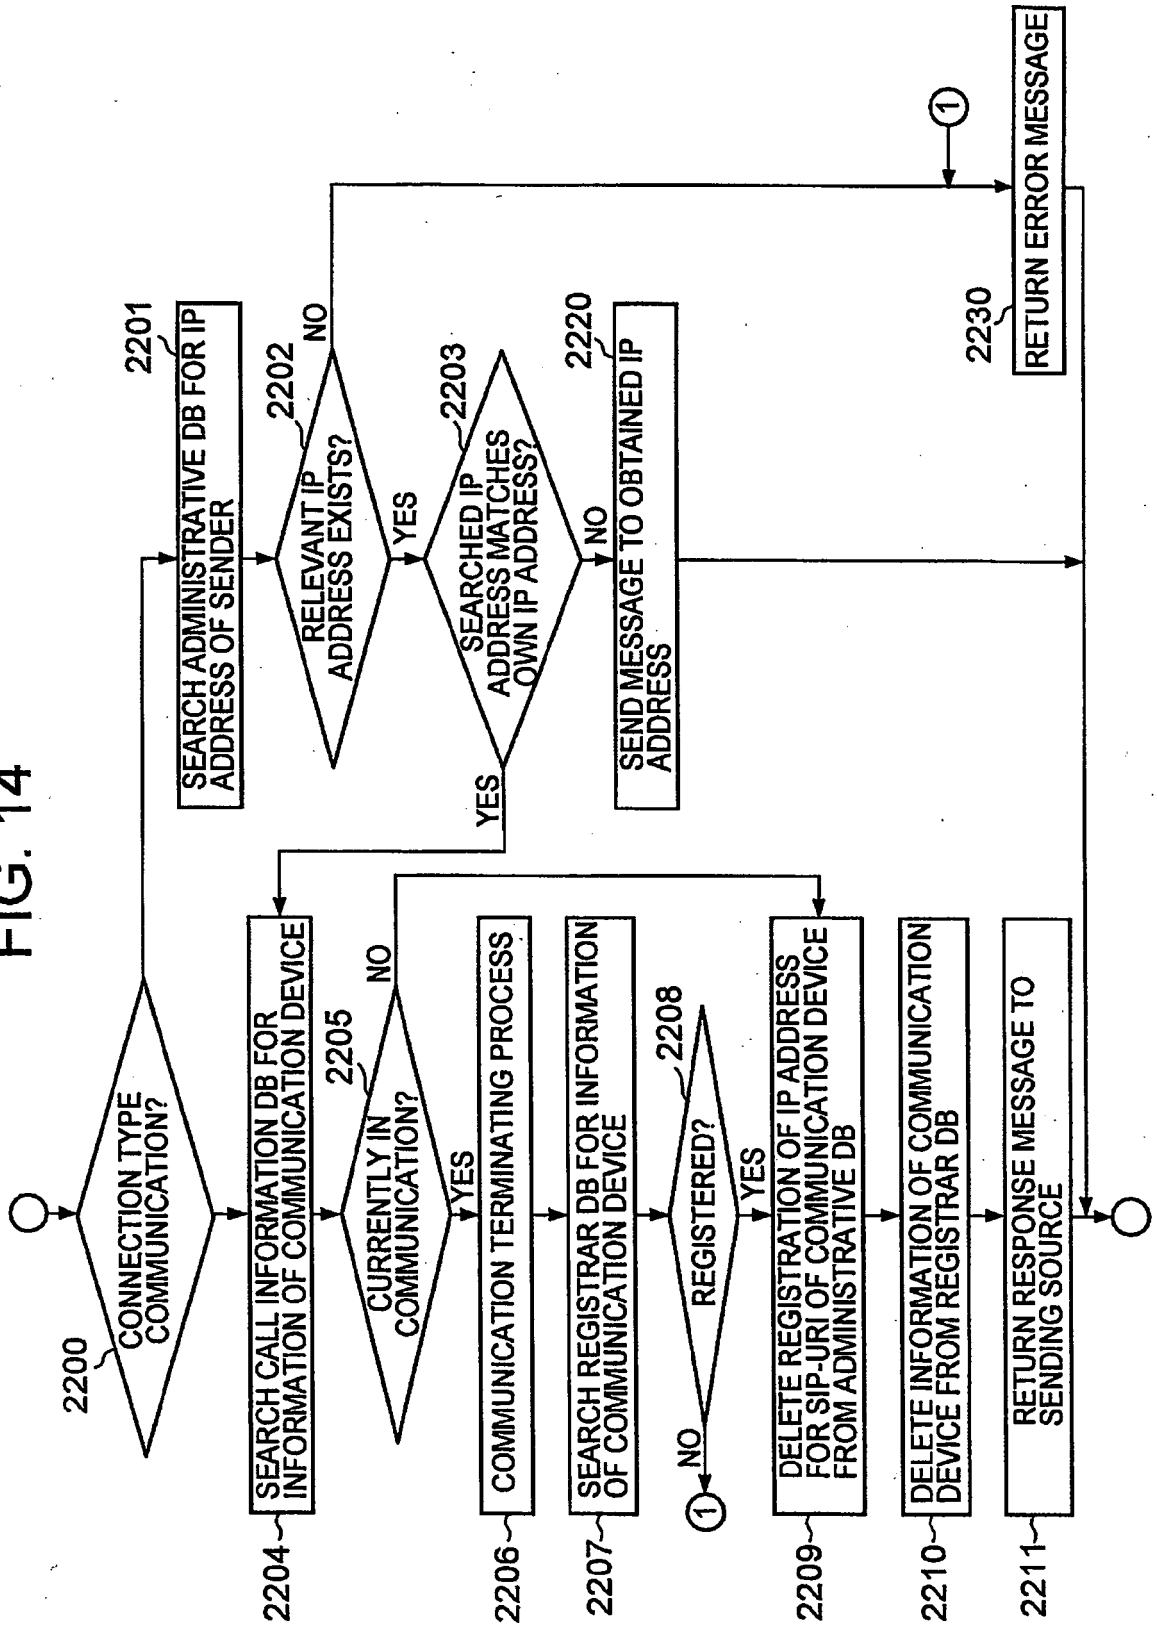 FIG. 14
2200
CONNECTION TYPE
COMMUNICATION?
2201
SEARCH ADMINISTRATIVE DB FOR IP
ADDRESS OF SENDER
2202
RELEVANT IP
ADDRESS EXISTS?
NO
YES
2203
SEARCHED IP
ADDRESS MATCHES
OWN IP ADDRESS?
YES
NO
2220
SEND MESSAGE TO OBTAINED IP
ADDRESS
1
2230
RETURN ERROR MESSAGE
2204
SEARCH CALL INFORMATION DB FOR
INFORMATION OF COMMUNICATION DEVICE
2205
CURRENTLY IN
COMMUNICATION?
NO
YES
2206
COMMUNICATION TERMINATING PROCESS
2207
SEARCH REGISTRAR DB FOR INFORMATION
OF COMMUNICATION DEVICE
2208
REGISTERED?
NO
1
YES
2209
DELETE REGISTRATION OF IP ADDRESS
FOR SIP-URI OF COMMUNICATION DEVICE
FROM ADMINISTRATIVE DB
2210
DELETE INFORMATION OF COMMUNICATION
DEVICE FROM REGISTRAR DB
2211
RETURN RESPONSE MESSAGE TO
SENDING SOURCE